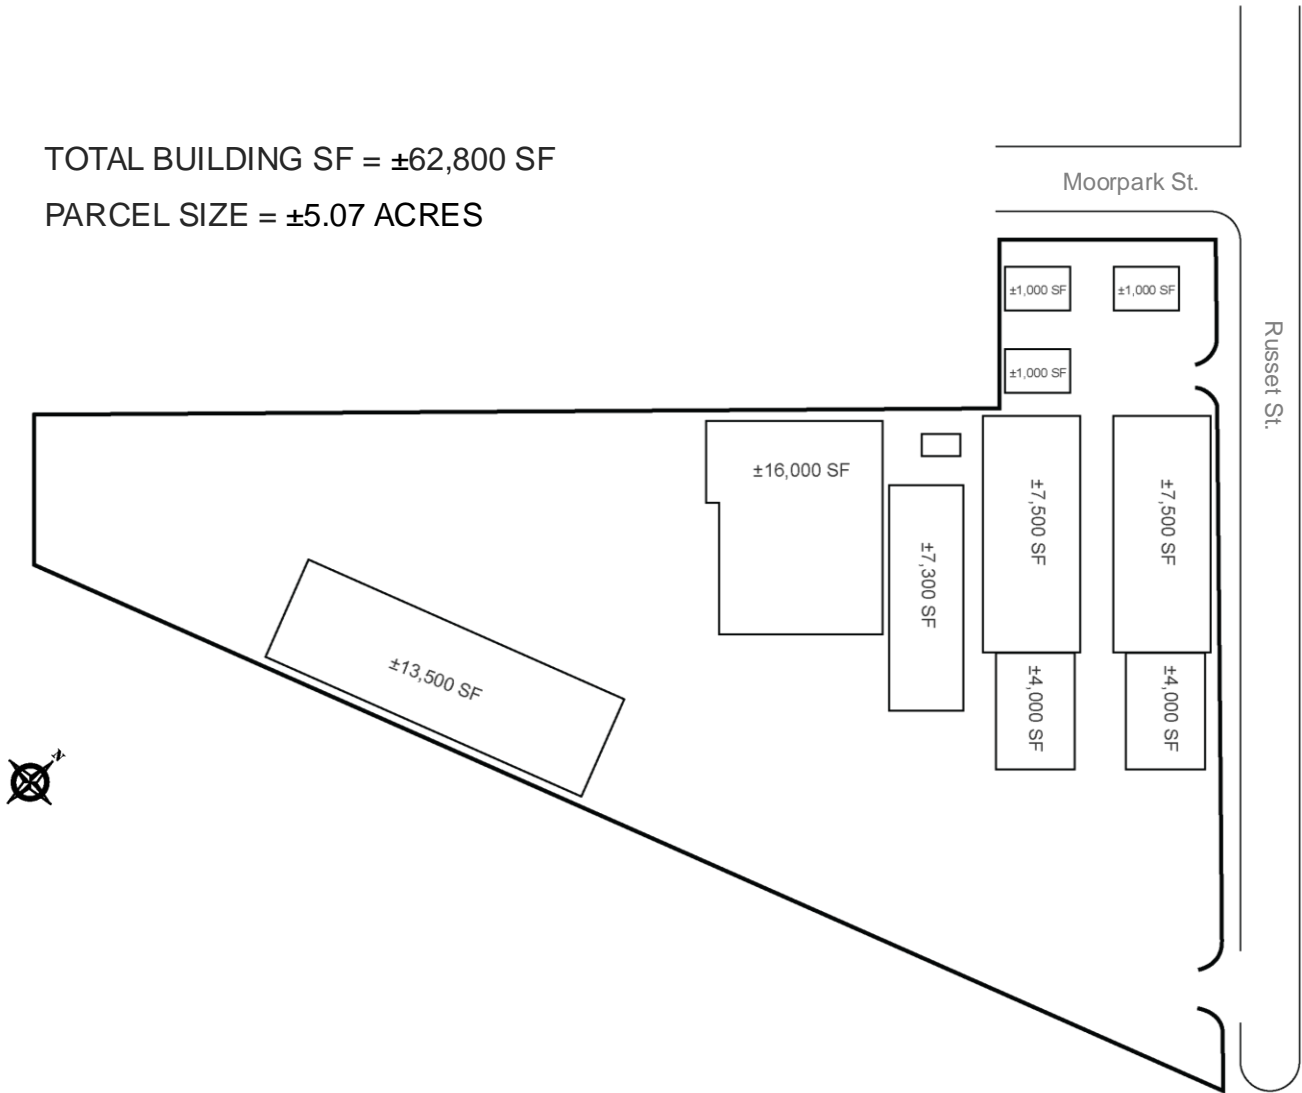 TOTAL BUILDING SF = ±62,800 SF
PARCEL SIZE = ±5.07 ACRES
Moorpark St.
Russet St.
±1,000 SF
±1,000 SF
±1,000 SF
±16,000 SF
±7,300 SF
±7,500 SF
±7,500 SF
±4,000 SF
±4,000 SF
±13,500 SF
N